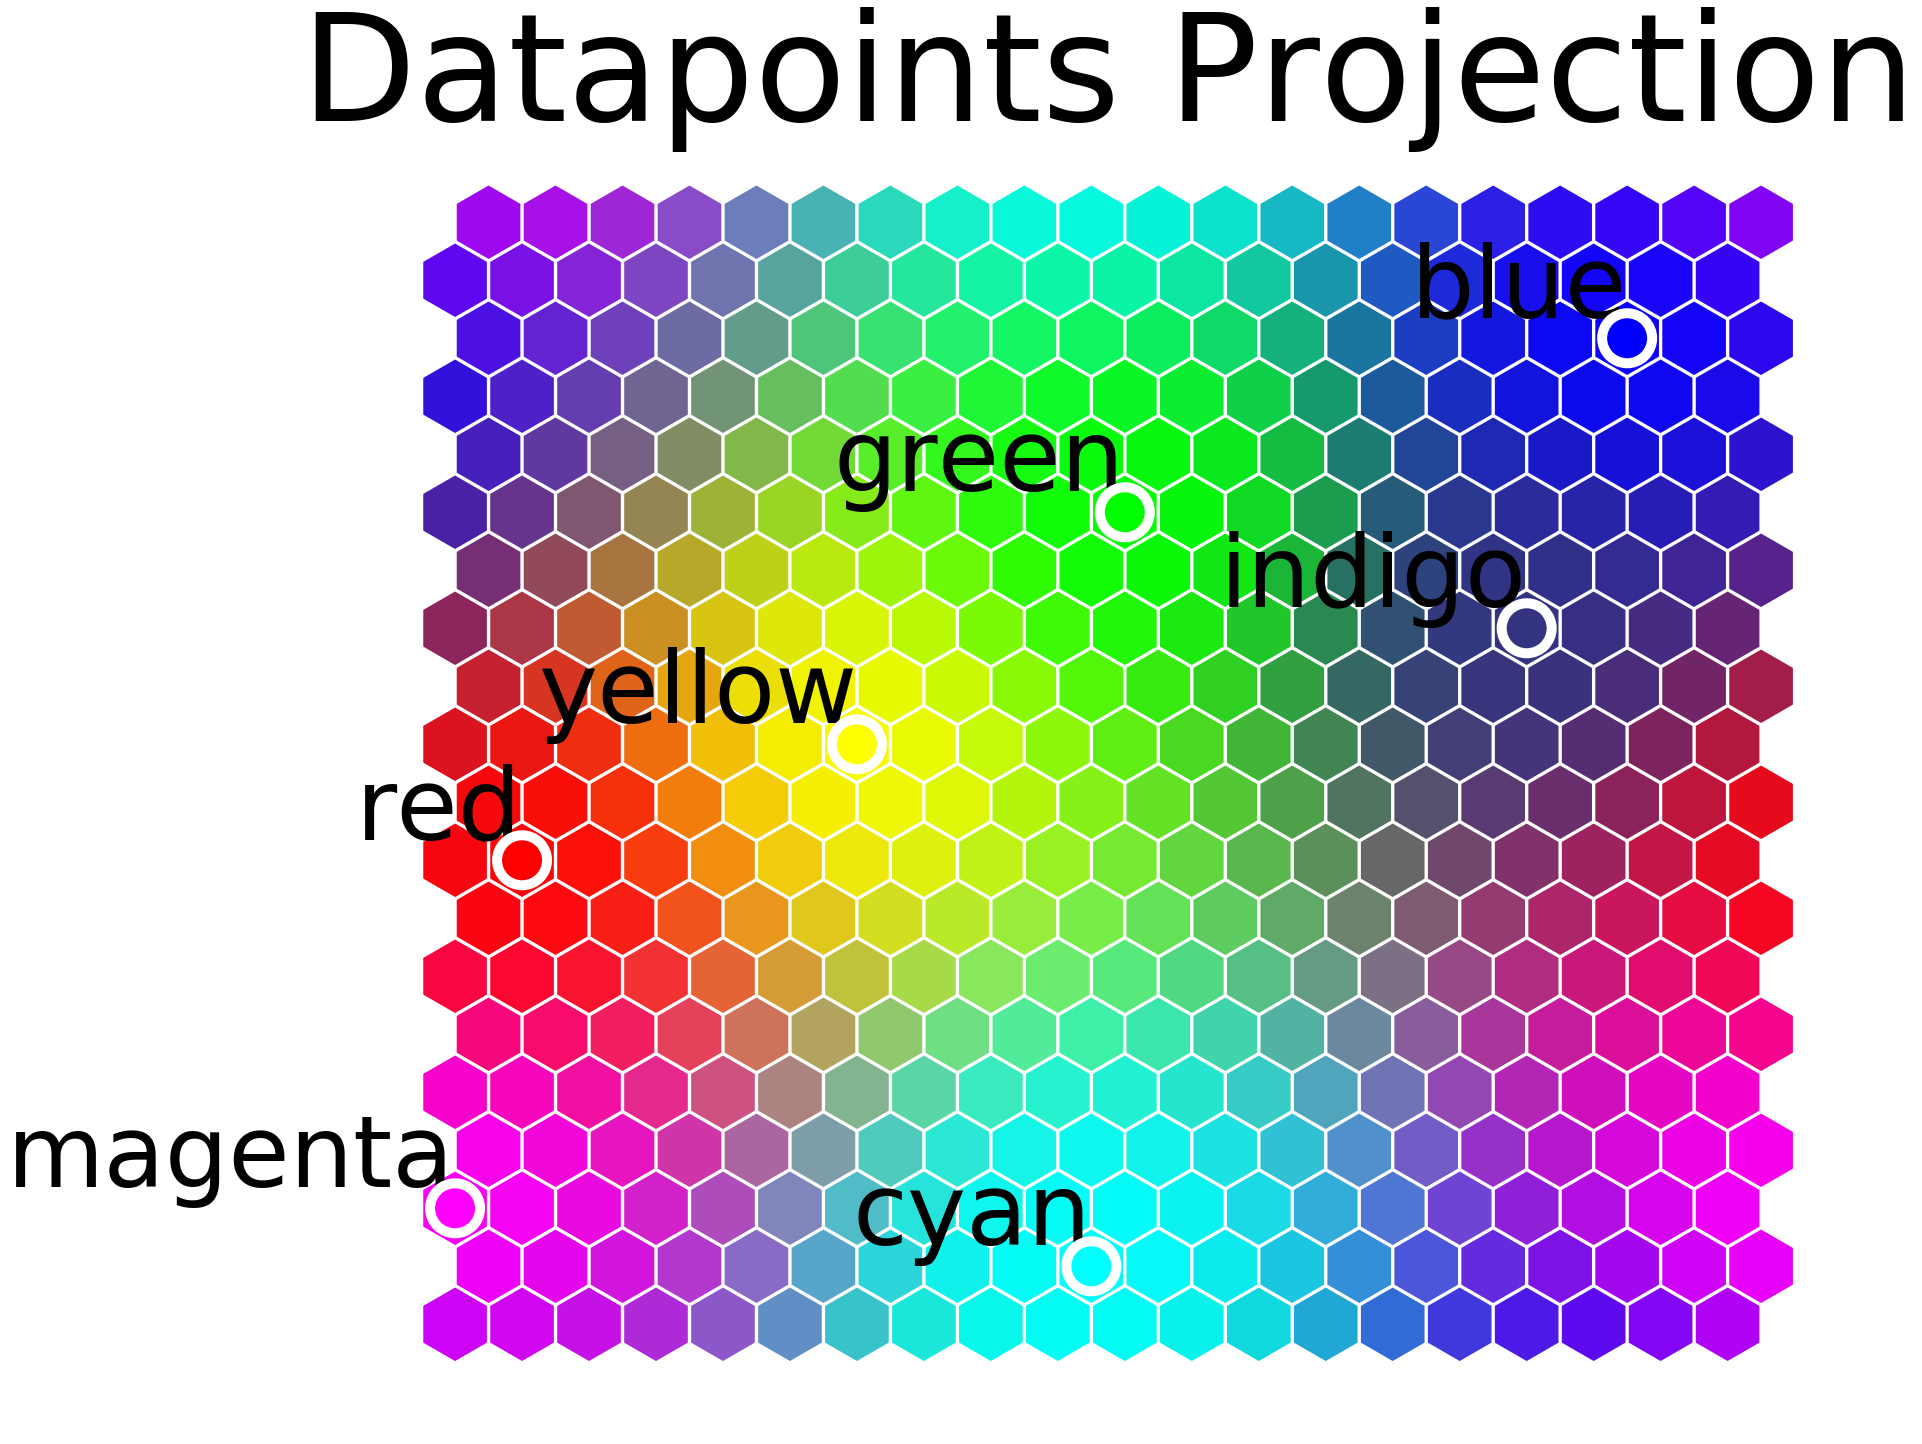 Datapoints Projection
blue
green
indigo
yellow
red
magenta
cyan